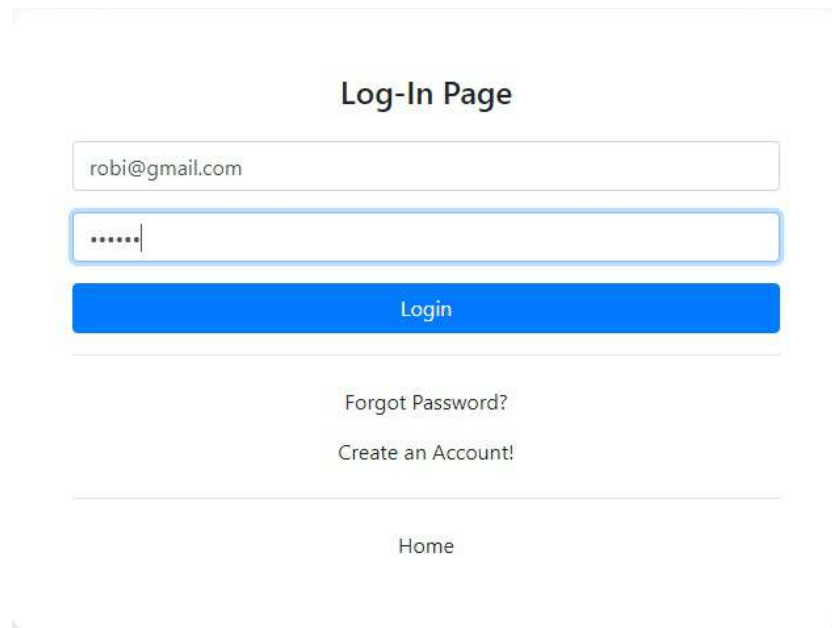 Log-In Page
robi@gmail.com
••••••
Login
Forgot Password?
Create an Account!
Home